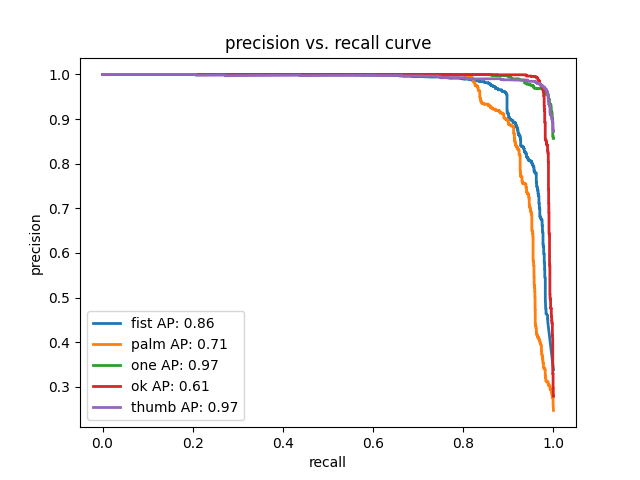 precision vs. recall curve
1.0
0.9
0.8
0.7
0.6
0.5
0.4
0.3
precision
fist AP: 0.86
palm AP: 0.71
one AP: 0.97
ok AP: 0.61
thumb AP: 0.97
0.0 0.2 0.4 0.6 0.8 1.0
recall